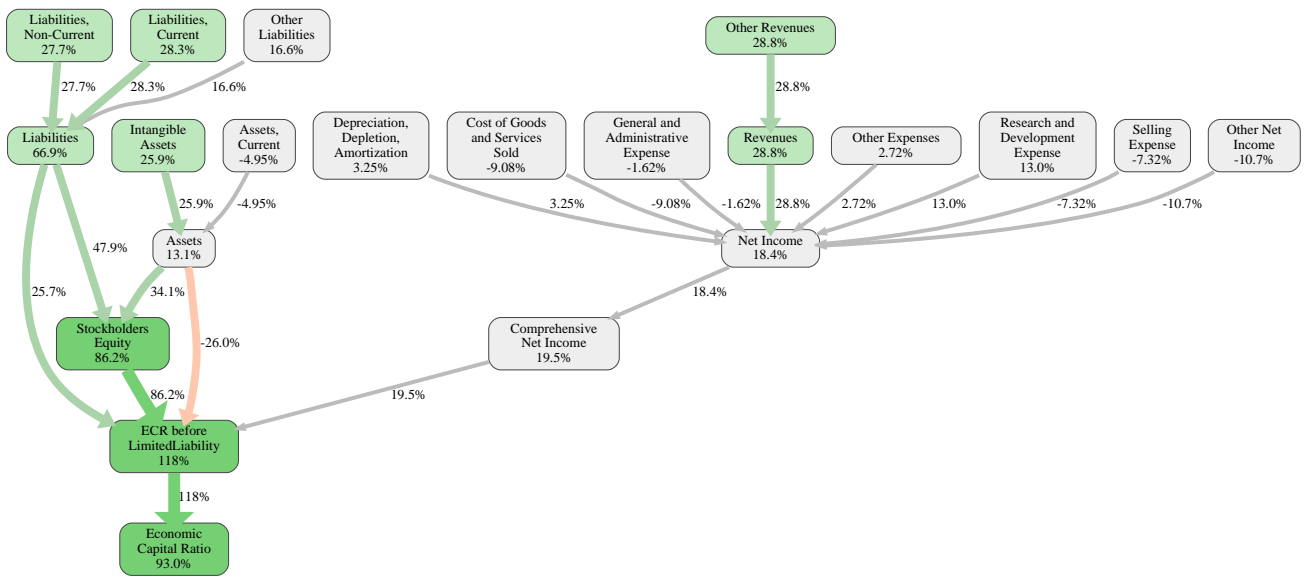 Liabilities,
Non-Current
27.7%
Liabilities,
Current
28.3%
Other
Liabilities
16.6%
Other Revenues
28.8%
27.7%
28.3%
16.6%
28.8%
Liabilities
66.9%
Intangible
Assets
25.9%
Assets,
Current
-4.95%
Depreciation,
Depletion,
Amortization
3.25%
Cost of Goods
and Services
Sold
-9.08%
General and
Administrative
Expense
-1.62%
Revenues
28.8%
Other Expenses
2.72%
Research and
Development
Expense
13.0%
Selling
Expense
-7.32%
Other Net
Income
-10.7%
25.9%
-4.95%
3.25%
-9.08%
-1.62%
28.8%
2.72%
13.0%
-7.32%
-10.7%
47.9%
Assets
13.1%
Net Income
18.4%
25.7%
34.1%
18.4%
Stockholders
Equity
86.2%
-26.0%
Comprehensive
Net Income
19.5%
86.2%
19.5%
ECR before
LimitedLiability
118%
118%
Economic
Capital Ratio
93.0%